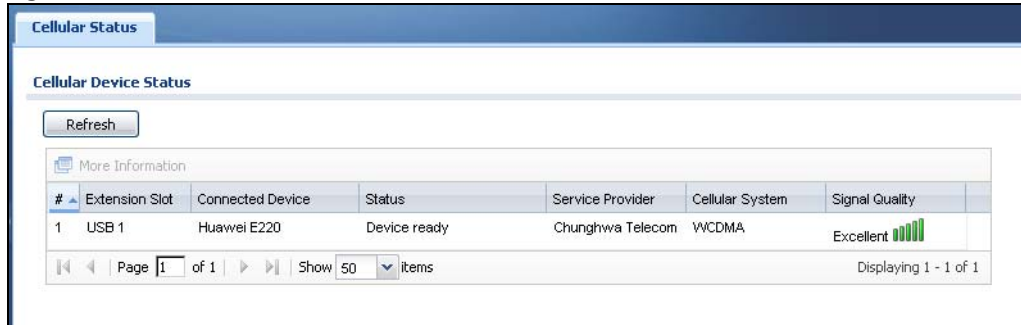 Cellular Status
Cellular Device Status
Refresh
More Information
# Extension Slot Connected Device Status Service Provider Cellular System Signal Quality
1 USB 1 Huawei E220 Device ready Chunghwa Telecom WCDMA Excellent
Page 1 of 1 Show 50 items Displaying 1 - 1 of 1